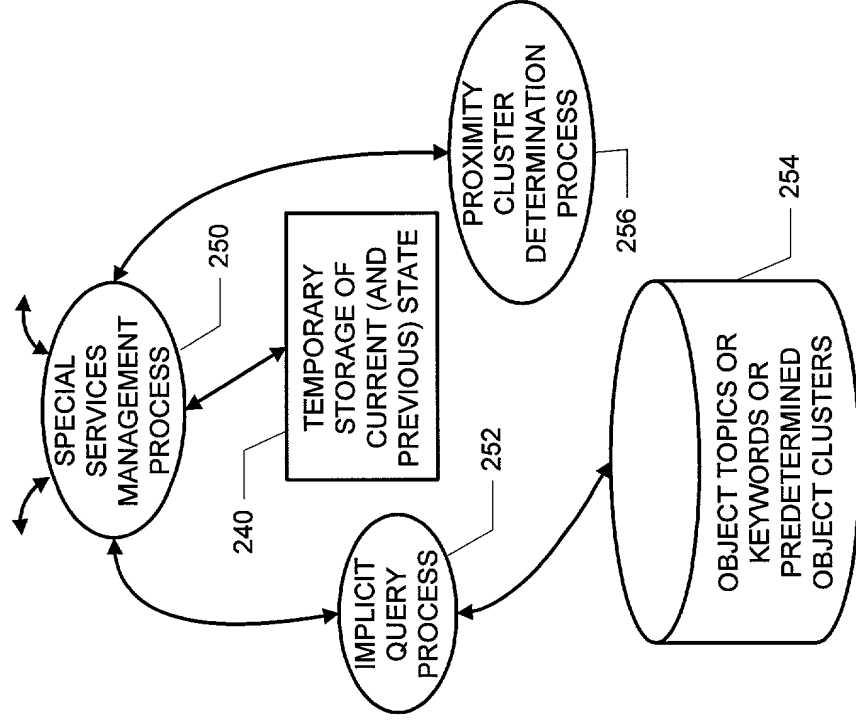 SPECIAL
SERVICES
MANAGEMENT
PROCESS
250
TEMPORARY
STORAGE OF
CURRENT (AND
PREVIOUS) STATE
240
IMPLICIT
QUERY
PROCESS
252
PROXIMITY
CLUSTER
DETERMINATION
PROCESS
256
OBJECT TOPICS OR
KEYWORDS OR
PREDETERMINED
OBJECT CLUSTERS
254